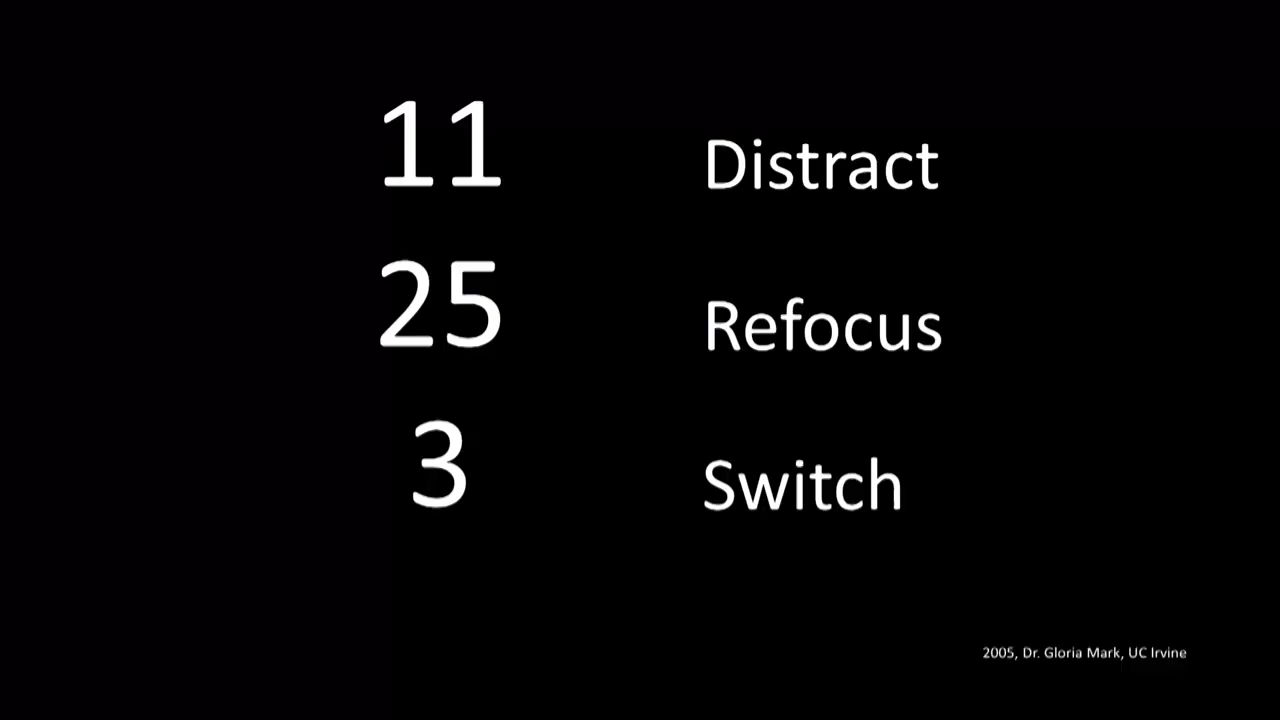 11 Distract
25 Refocus
3 Switch
2005, Dr. Gloria Mark, UC Irvine